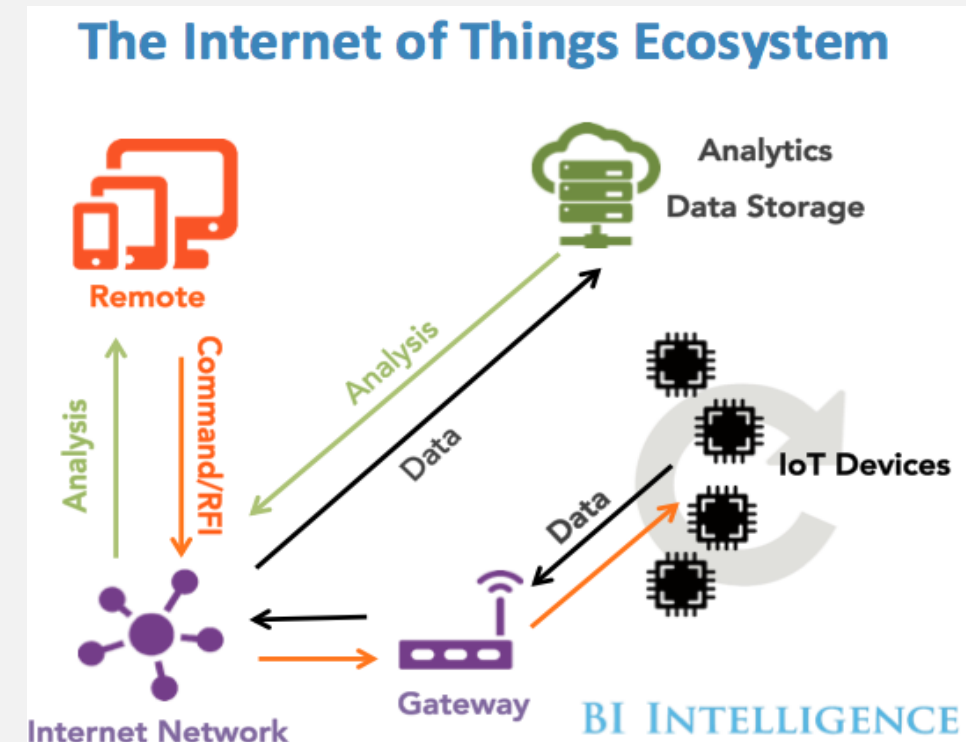 The Internet of Things Ecosystem
Analytics
Data Storage
Remote
Analysis
Command/RFI
Analysis
Data
IoT Devices
Data
Gateway
Internet Network
BI INTELLIGENCE